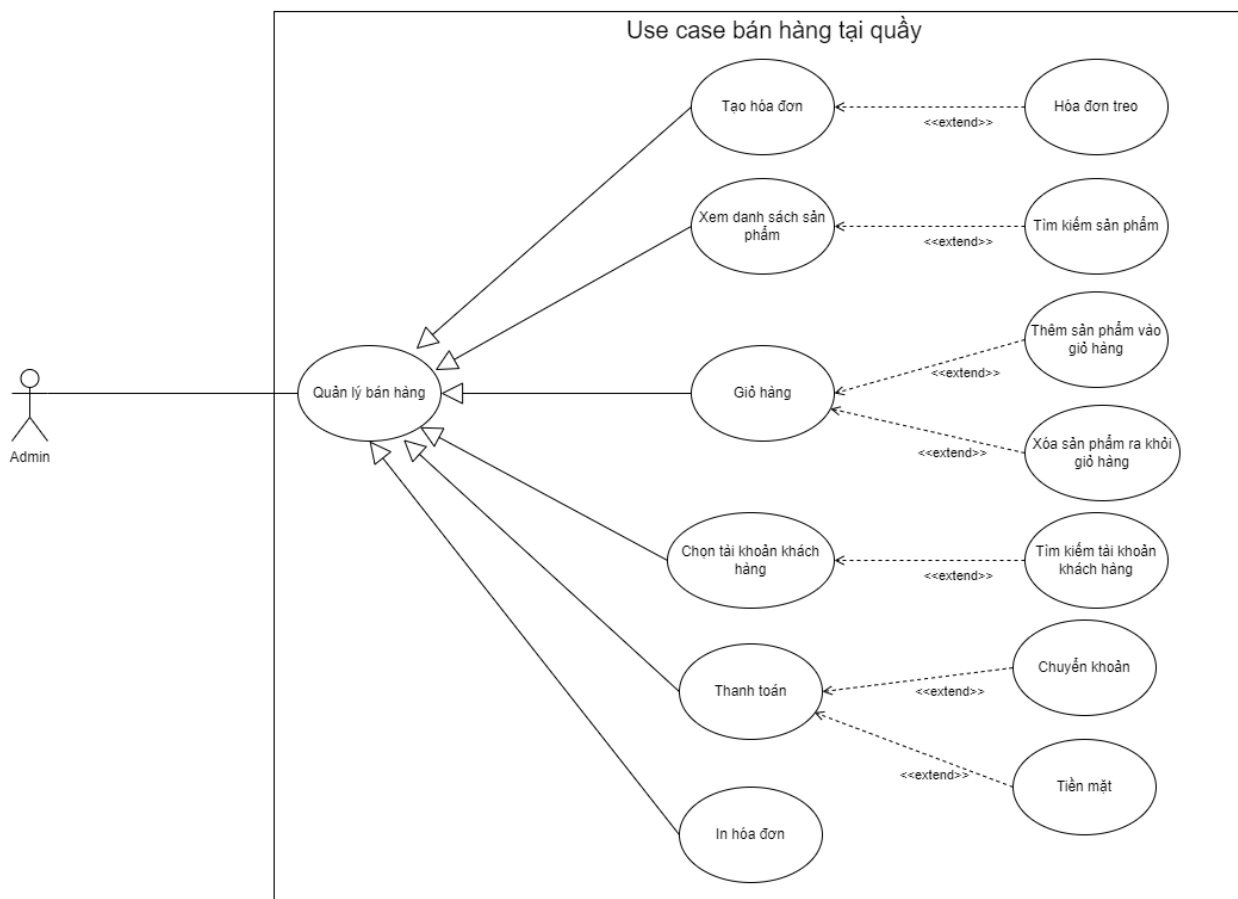 Use case bán hàng tại quầy
Tạo hóa đơn
<<extend>>
Hóa đơn treo
Xem danh sách sản
phẩm
<<extend>>
Tìm kiếm sản phẩm
Thêm sản phẩm vào
giỏ hàng
<<extend>>
Quản lý bán hàng
Giỏ hàng
<<extend>>
Xóa sản phẩm ra khỏi
giỏ hàng
Admin
Chọn tài khoản khách
hàng
<<extend>>
Tìm kiếm tài khoản
khách hàng
Thanh toán
<<extend>>
Chuyển khoản
<<extend>>
Tiền mặt
In hóa đơn